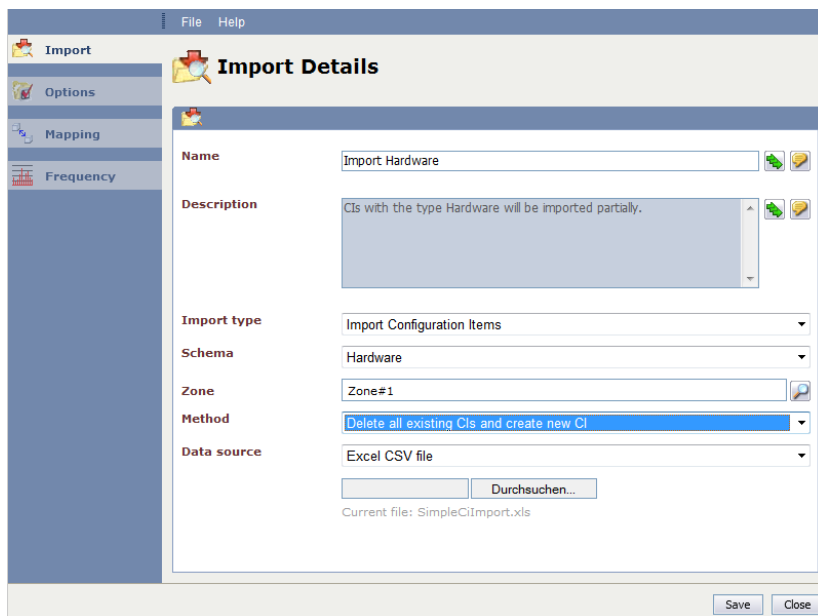 File Help
Import
Options
Mapping
Frequency
Import Details
Name
Import Hardware
Description
CIs with the type Hardware will be imported partially.
Import type
Import Configuration Items
Schema
Hardware
Zone
Zone#1
Method
Delete all existing CIs and create new CI
Data source
Excel CSV file
Durchsuchen...
Current file: SimpleCiImport.xls
Save Close